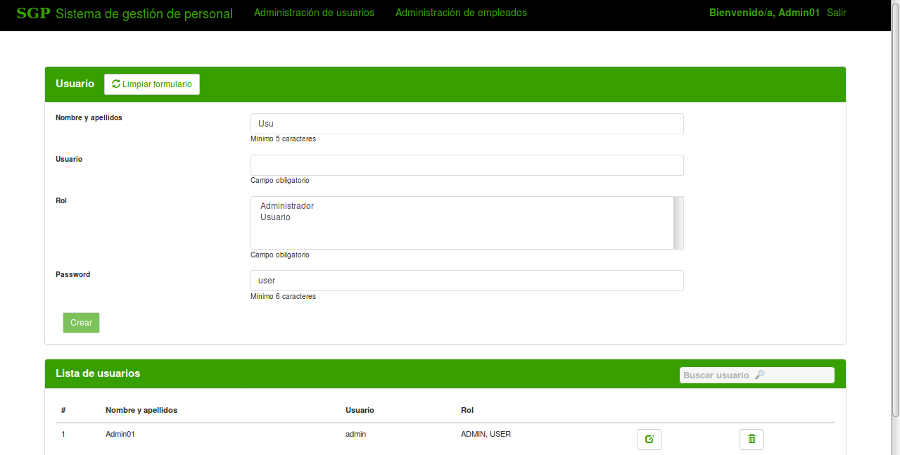 SGP Sistema de gestión de personal Administración de usuarios Administración de empleados Bienvenido/a, Admin01 Salir
Usuario Limpiar formulario
Nombre y apellidos Usu
Mínimo 5 caracteres
Usuario
Campo obligatorio
Rol Administrador
Usuario
Campo obligatorio
Password user
Mínimo 6 caracteres
Crear
Lista de usuarios Buscar usuario
# Nombre y apellidos Usuario Rol
1 Admin01 admin ADMIN, USER